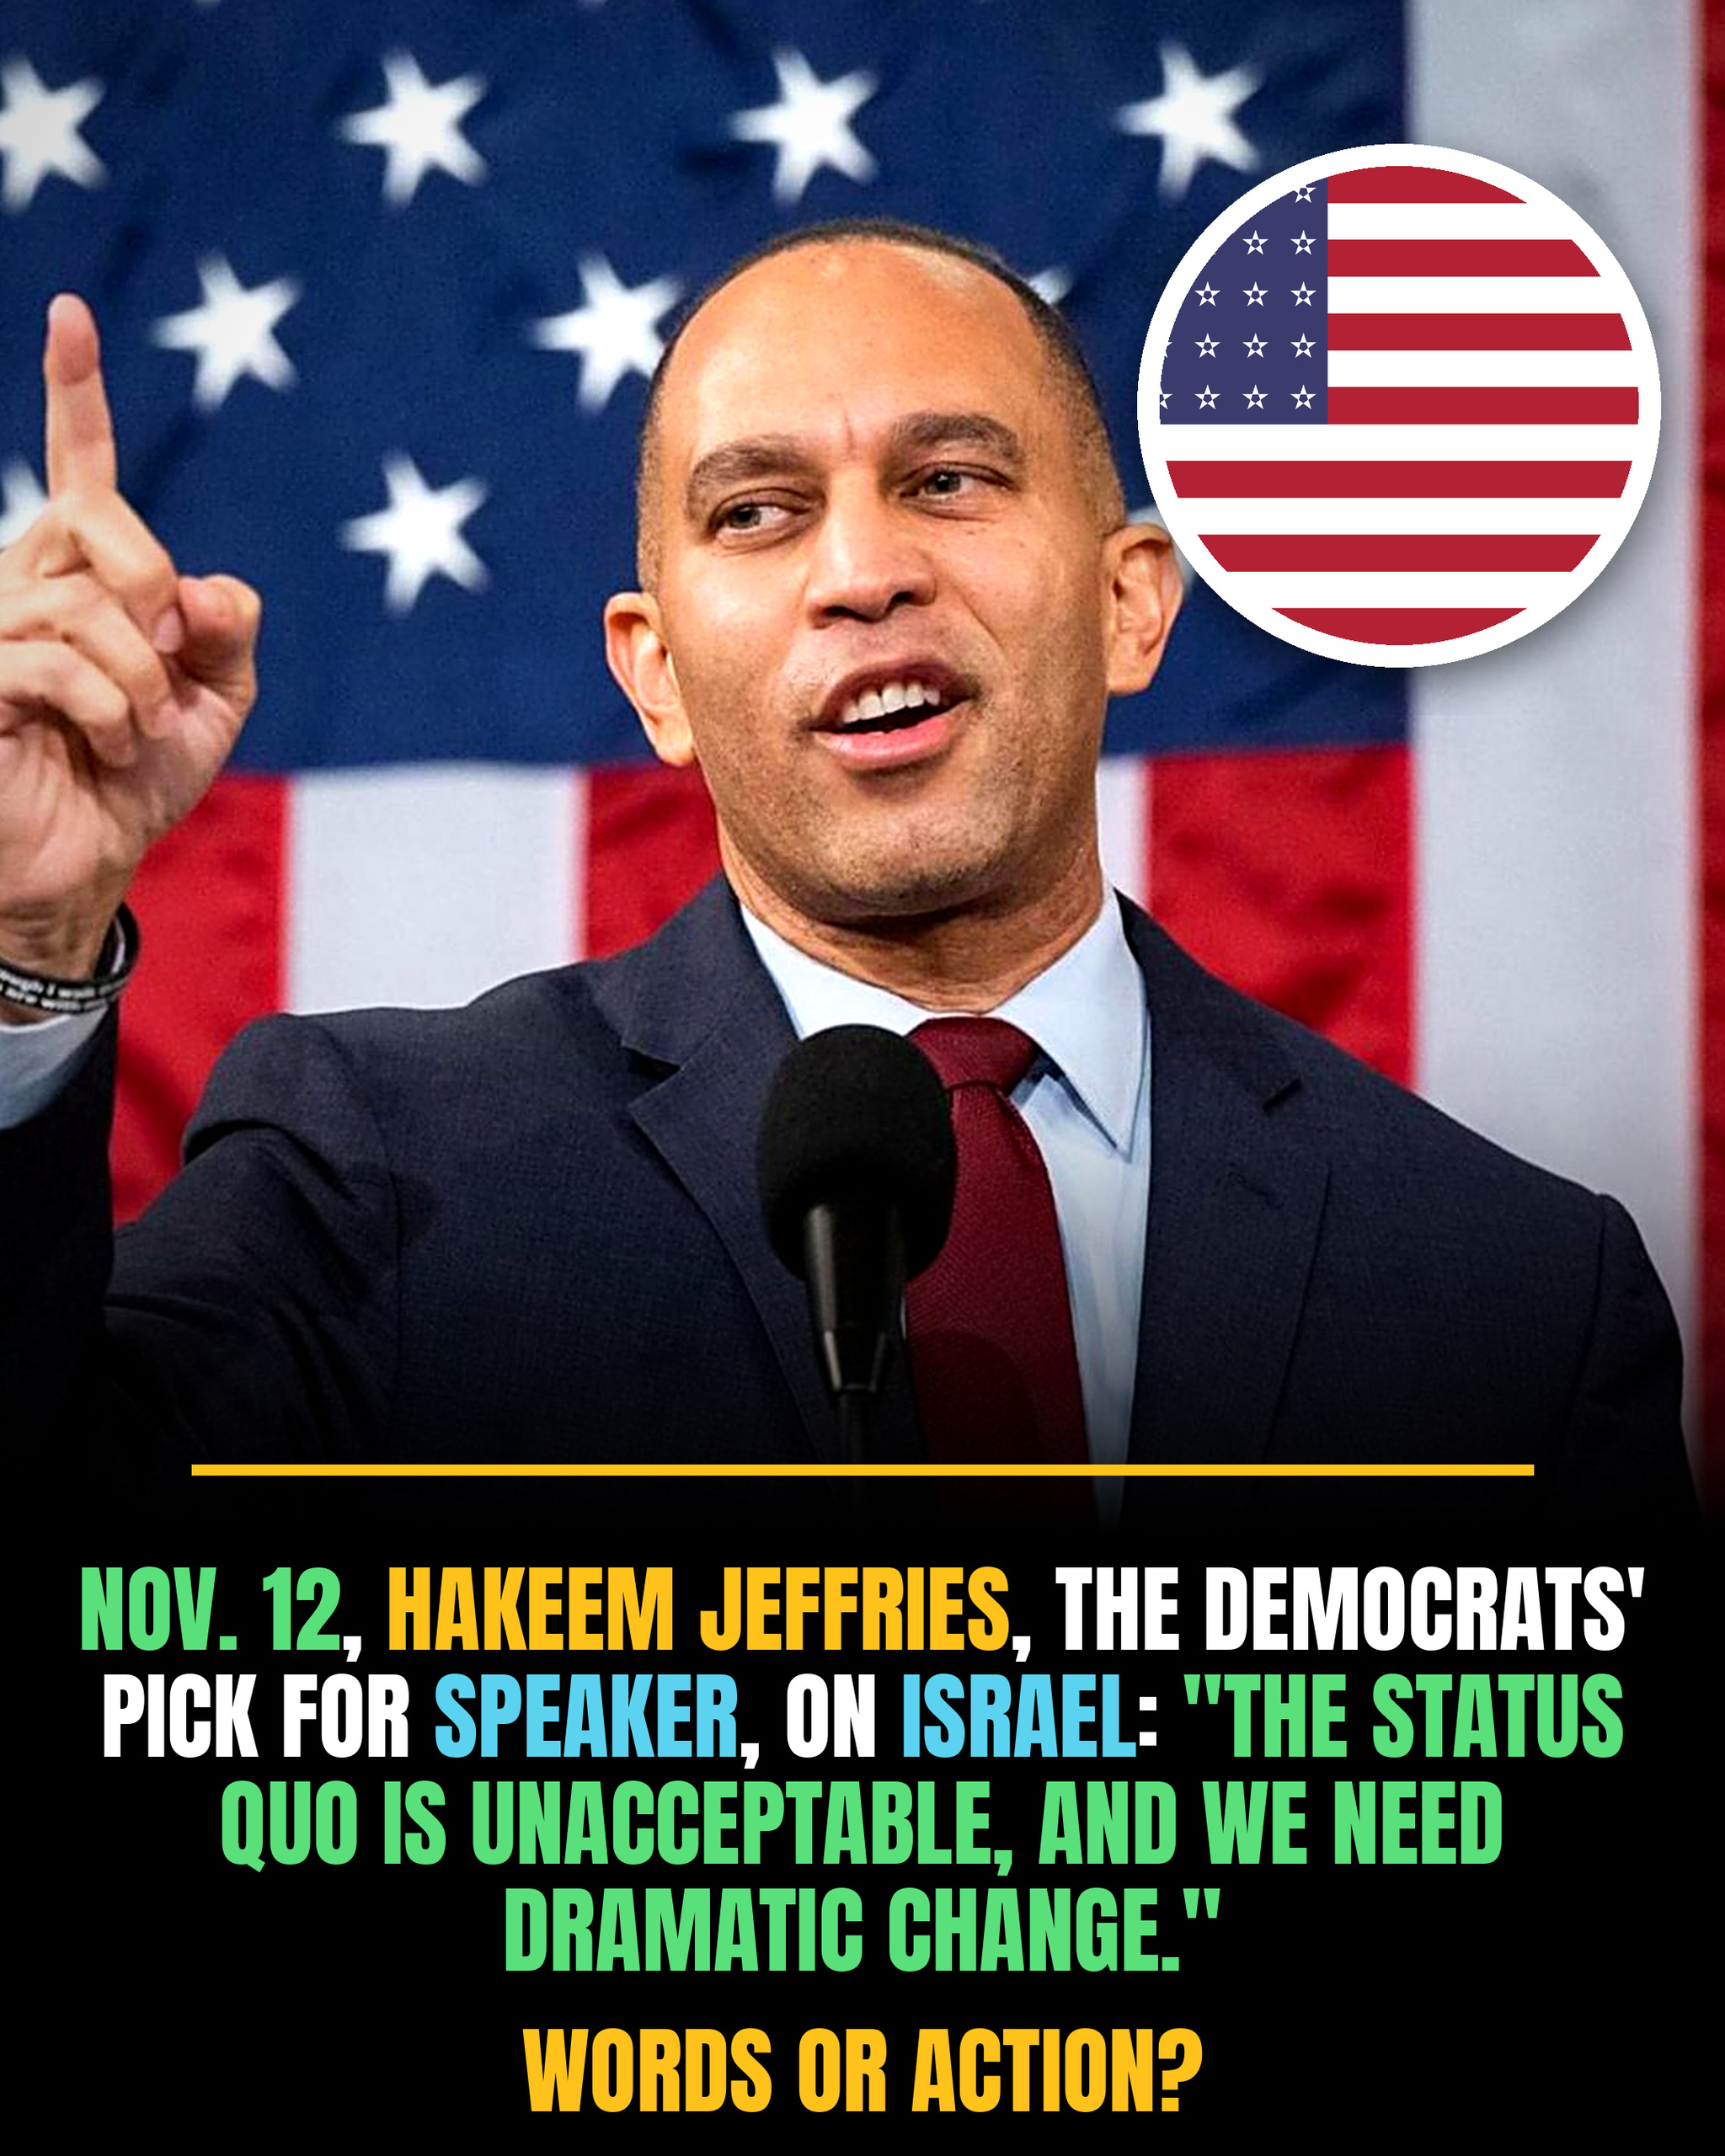 NOV. 12, HAKEEM JEFFRIES, THE DEMOCRATS'
PICK FOR SPEAKER, ON ISRAEL: "THE STATUS
QUO IS UNACCEPTABLE, AND WE NEED
DRAMATIC CHANGE."
WORDS OR ACTION?